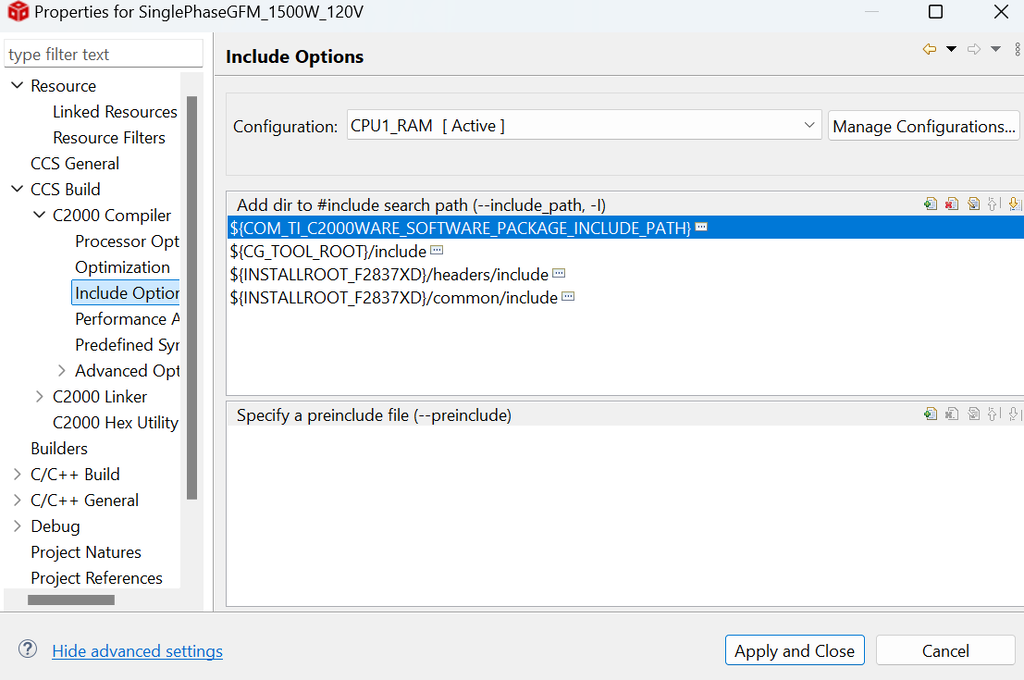 Properties for SinglePhaseGFM_1500W_120V
type filter text
Resource
Linked Resources
Resource Filters
CCS General
CCS Build
C2000 Compiler
Processor Opt
Optimization
Include Option
Performance A
Predefined Syr
Advanced Opt
C2000 Linker
C2000 Hex Utility
Builders
C/C++ Build
C/C++ General
Debug
Project Natures
Project References
Include Options
Configuration: CPU1_RAM [ Active ] Manage Configurations...
Add dir to #include search path (--include_path, -I)
${COM_TI_C2000WARE_SOFTWARE_PACKAGE_INCLUDE_PATH}
${CG_TOOL_ROOT}/include
${INSTALLROOT_F2837XD}/headers/include
${INSTALLROOT_F2837XD}/common/include
Specify a preinclude file (--preinclude)
Hide advanced settings
Apply and Close
Cancel